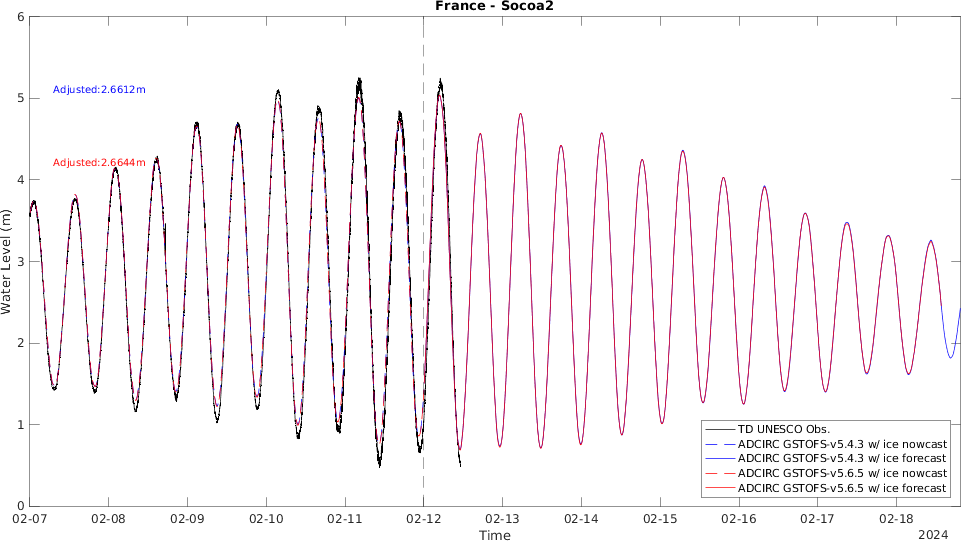 France - Socoa2
6
5
4
3
2
1
0
Water Level (m)
Adjusted:2.6612m
Adjusted:2.6644m
TD UNESCO Obs.
ADCIRC GSTOFS-v5.4.3 w/ ice nowcast
ADCIRC GSTOFS-v5.4.3 w/ ice forecast
ADCIRC GSTOFS-v5.6.5 w/ ice nowcast
ADCIRC GSTOFS-v5.6.5 w/ ice forecast
02-07 02-08 02-09 02-10 02-11 02-12 02-13 02-14 02-15 02-16 02-17 02-18
Time
2024